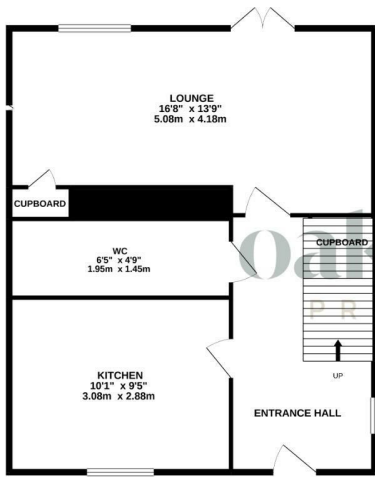 LOUNGE
16'8" x 13'9"
5.08m x 4.18m
CUPBOARD
WC
6'5" x 4'9"
1.95m x 1.45m
CUPBOARD
KITCHEN
10'1" x 9'5"
3.08m x 2.88m
UP
ENTRANCE HALL